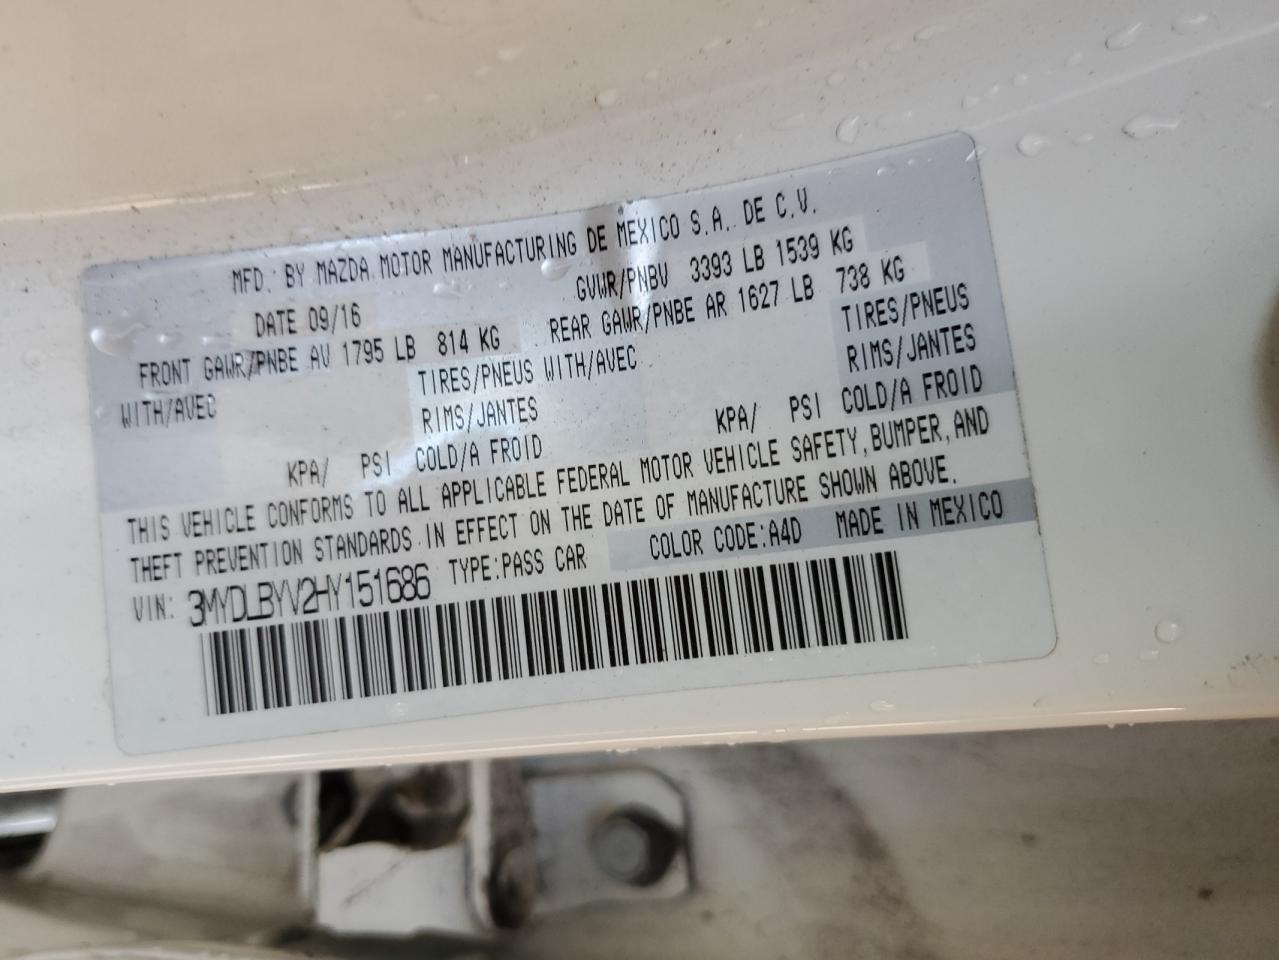 MFD. BY MAZDA MOTOR MANUFACTURING DE MEXICO S.A. DE C.V.
DATE 09/16 GVWR/PNBV 3393 LB 1539 KG
FRONT GAWR/PNBE AV 1795 LB 814 KG REAR GAWR/PNBE AR 1627 LB 738 KG
WITH/AVEC TIRES/PNEUS WITH/AVEC TIRES/PNEUS
RIMS/JANTES RIMS/JANTES
KPA/ PSI COLD/A FROID KPA/ PSI COLD/A FROID
THIS VEHICLE CONFORMS TO ALL APPLICABLE FEDERAL MOTOR VEHICLE SAFETY, BUMPER, AND
THEFT PREVENTION STANDARDS IN EFFECT ON THE DATE OF MANUFACTURE SHOWN ABOVE.
VIN: 3MYDLBYV2HY151686 TYPE:PASS CAR COLOR CODE:A4D MADE IN MEXICO